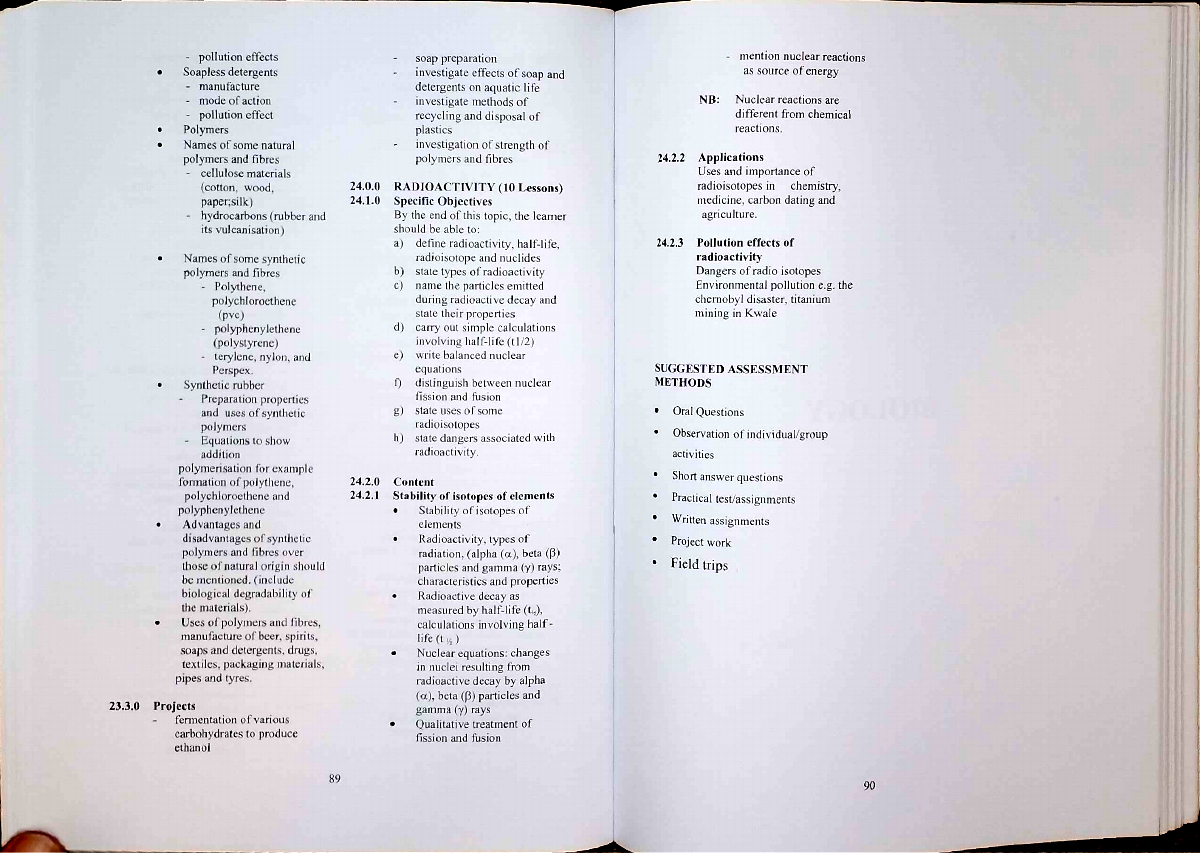 - pollution effects
• Soapless detergents
- manufacture
- mode of action
- pollution effect
• Polymers
• Names of some natural
polymers and fibres
- cellulose materials
(cotton, wood,
paper;silk)
- hydrocarbons (rubber and
its vulcanisation)
• Names of some synthetic
polymers and fibres
- Polythene,
polychloroethene
(pvc)
- polyphenylethene
(polystyrene)
- terylene, nylon, and
Perspex.
• Synthetic rubber
- Preparation properties
and uses of synthetic
polymers
- Equations to show
addition
polymerisation for example
formation of polythene,
polychloroethene and
polyphenylethene
• Advantages and
disadvantages of synthetic
polymers and fibres over
those of natural origin should
be mentioned. (include
biological degradability of
the materials).
• Uses of polymers and fibres,
manufacture of beer, spirits,
soaps and detergents, drugs,
textiles, packaging materials,
pipes and tyres.
23.3.0 Projects
- fermentation of various
carbohydrates to produce
ethanol
- soap preparation
- investigate effects of soap and
detergents on aquatic life
- investigate methods of
recycling and disposal of
plastics
- investigation of strength of
polymers and fibres
24.0.0 RADIOACTIVITY (10 Lessons)
24.1.0 Specific Objectives
By the end of this topic, the learner
should be able to:
a) define radioactivity, half-life,
radioisotope and nuclides
b) state types of radioactivity
c) name the particles emitted
during radioactive decay and
state their properties
d) carry out simple calculations
involving half-life (t1/2)
e) write balanced nuclear
equations
f) distinguish between nuclear
fission and fusion
g) state uses of some
radioisotopes
h) state dangers associated with
radioactivity.
24.2.0 Content
24.2.1 Stability of isotopes of elements
• Stability of isotopes of
elements
• Radioactivity, types of
radiation, (alpha (α), beta (β)
particles and gamma (γ) rays;
characteristics and properties
• Radioactive decay as
measured by half-life (t½),
calculations involving half-
life (t ½ )
• Nuclear equations: changes
in nuclei resulting from
radioactive decay by alpha
(α), beta (β) particles and
gamma (γ) rays
• Qualitative treatment of
fission and fusion
89
- mention nuclear reactions
as source of energy
NB: Nuclear reactions are
different from chemical
reactions.
24.2.2 Applications
Uses and importance of
radioisotopes in chemistry,
medicine, carbon dating and
agriculture.
24.2.3 Pollution effects of
radioactivity
Dangers of radio isotopes
Environmental pollution e.g. the
chernobyl disaster, titanium
mining in Kwale
SUGGESTED ASSESSMENT
METHODS
• Oral Questions
• Observation of individual/group
activities
• Short answer questions
• Practical test/assignments
• Written assignments
• Project work
• Field trips
90